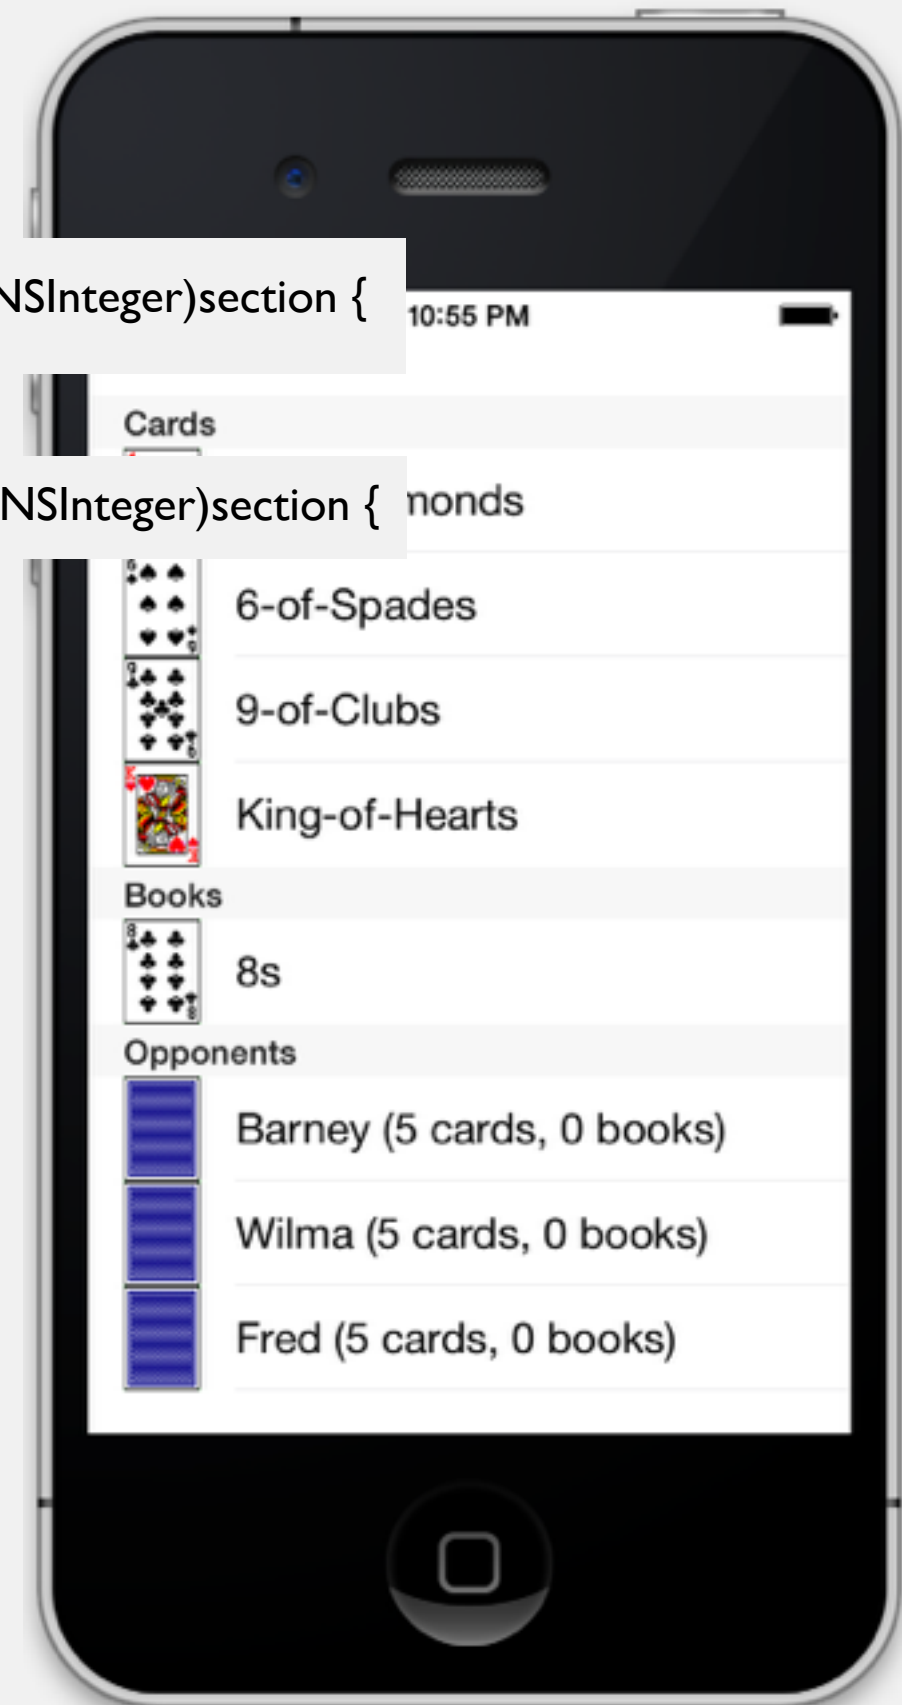 NSInteger)section {
10:55 PM
Cards
NSInteger)section {
monds
6-of-Spades
9-of-Clubs
King-of-Hearts
Books
8s
Opponents
Barney (5 cards, 0 books)
Wilma (5 cards, 0 books)
Fred (5 cards, 0 books)